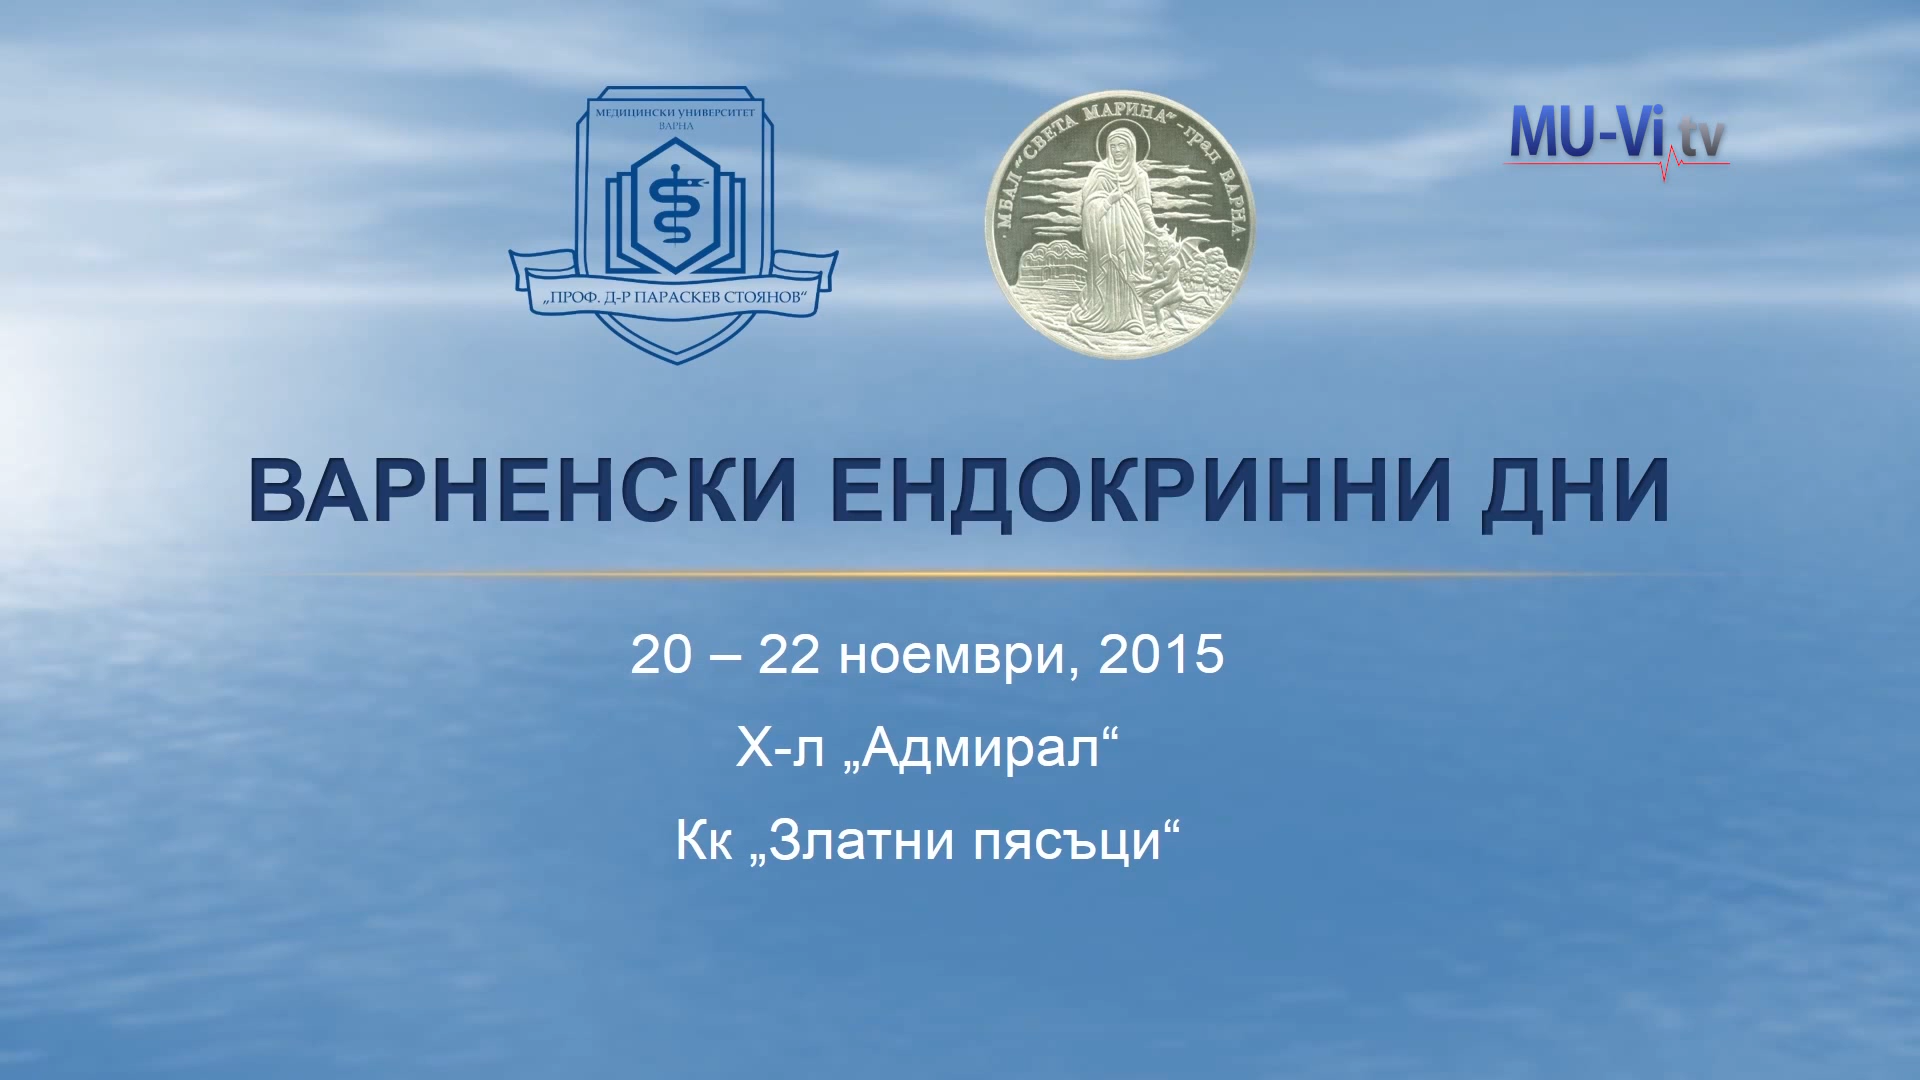 МЕДИЦИНСКИ УНИВЕРСИТЕТ
ВАРНА
„ПРОФ. Д-Р ПАРАСКЕВ СТОЯНОВ“
· МБАЛ “СВЕТА МАРИНА” - град ВАРНА ·
MU-Vi.tv
ВАРНЕНСКИ ЕНДОКРИННИ ДНИ
20 – 22 ноември, 2015
Х-л „Адмирал“
Кк „Златни пясъци“